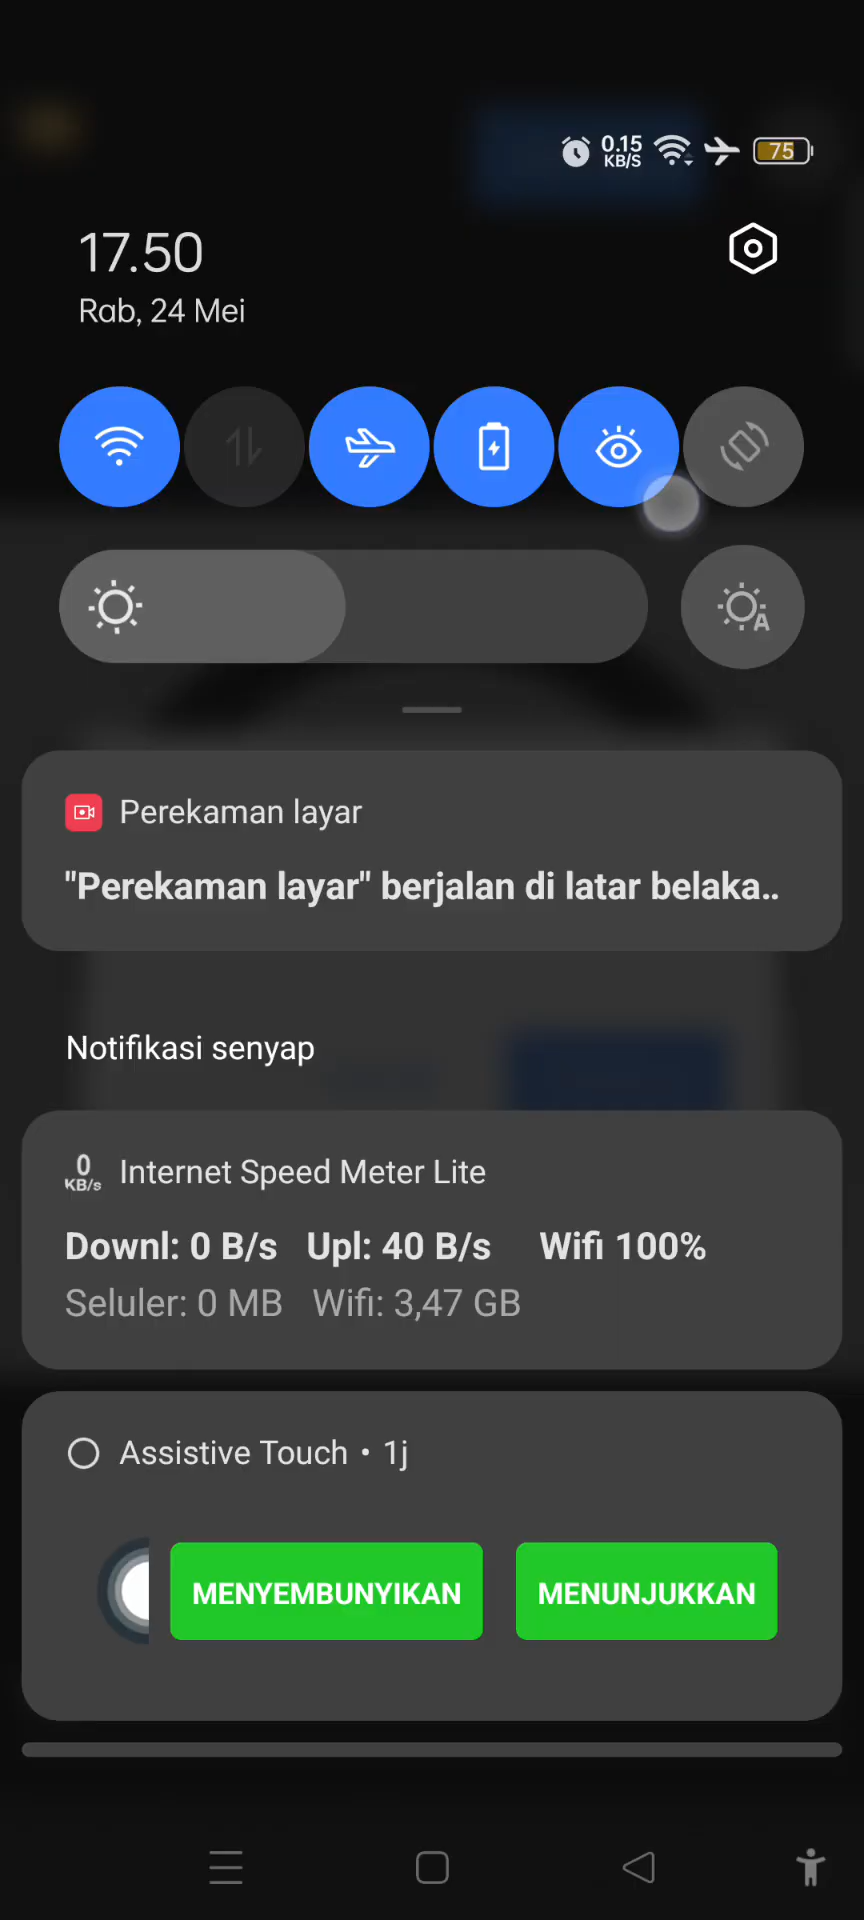 0.15
KB/S
75
17.50
Rab, 24 Mei
A
Perekaman layar
"Perekaman layar" berjalan di latar belaka..
Notifikasi senyap
0
KB/s
Internet Speed Meter Lite
Downl: 0 B/s Upl: 40 B/s Wifi 100%
Seluler: 0 MB Wifi: 3,47 GB
Assistive Touch • 1j
MENYEMBUNYIKAN
MENUNJUKKAN